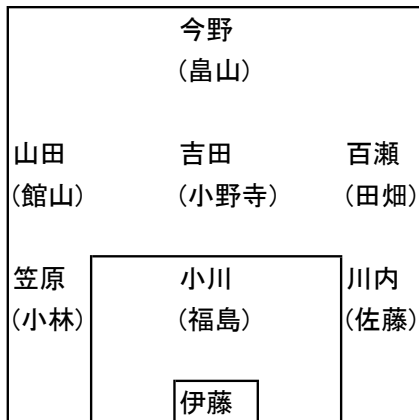 今野
(畠山)
山田 吉田 百瀬
(館山) (小野寺) (田畑)
笠原 小川 川内
(小林) (福島) (佐藤)
伊藤